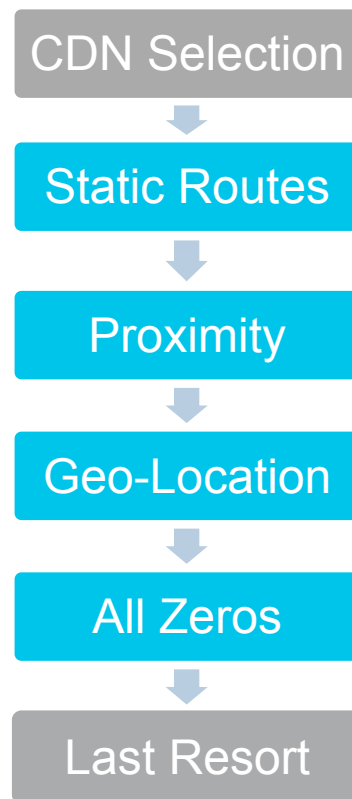 CDN Selection
Static Routes
Proximity
Geo-Location
All Zeros
Last Resort